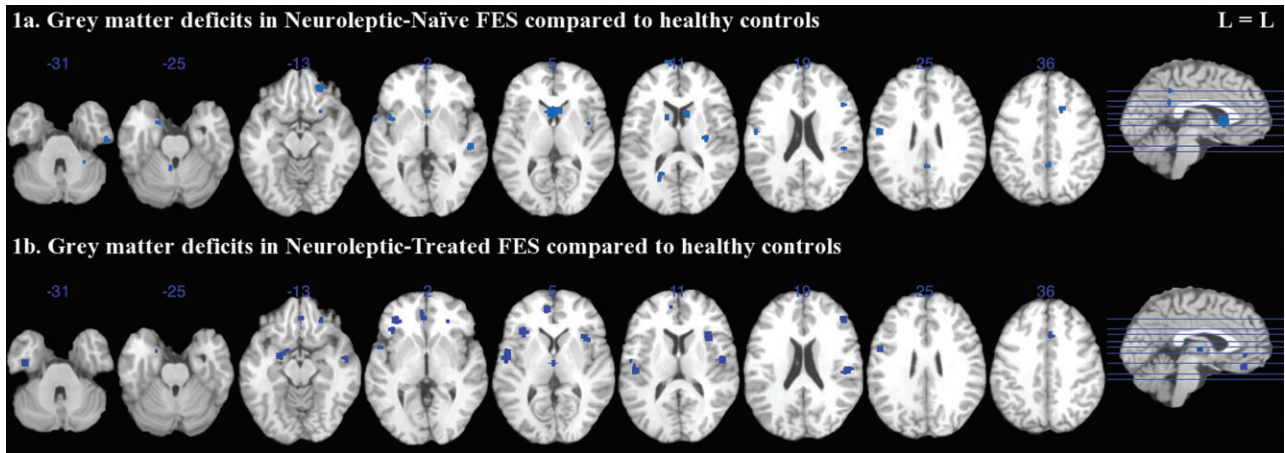 1a. Grey matter deficits in Neuroleptic-Naïve FES compared to healthy controls L = L
-31 -25 -13 -2 5 11 19 25 36
1b. Grey matter deficits in Neuroleptic-Treated FES compared to healthy controls
-31 -25 -13 -2 5 11 19 25 36